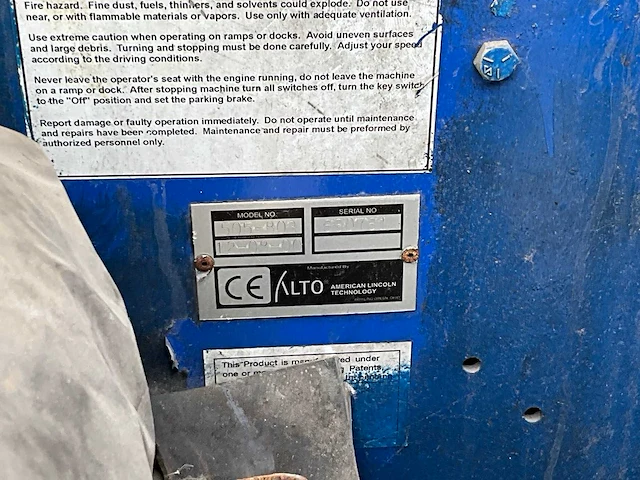 Fire hazard. Fine dust, fuels, thinners, and solvents could explode. Do not use
near, or with flammable materials or vapors. Use only with adequate ventilation.
Use extreme caution when operating on ramps or docks. Avoid uneven surfaces
and large debris. Turning and stopping must be done carefully. Adjust your speed
according to the driving conditions.
Never leave the operator's seat with the engine running, do not leave the machine
on a ramp or dock. After stopping machine turn all switches off, turn the key switch
to the "Off" position and set the parking brake.
Report damage or faulty operation immediately. Do not operate until maintenance
and repairs have been completed. Maintenance and repair must be preformed by
authorized personnel only.
MODEL NO. SERIAL NO
Manufactured By
CE ALTO AMERICAN LINCOLN
TECHNOLOGY
This Product is ed under
one or Patents